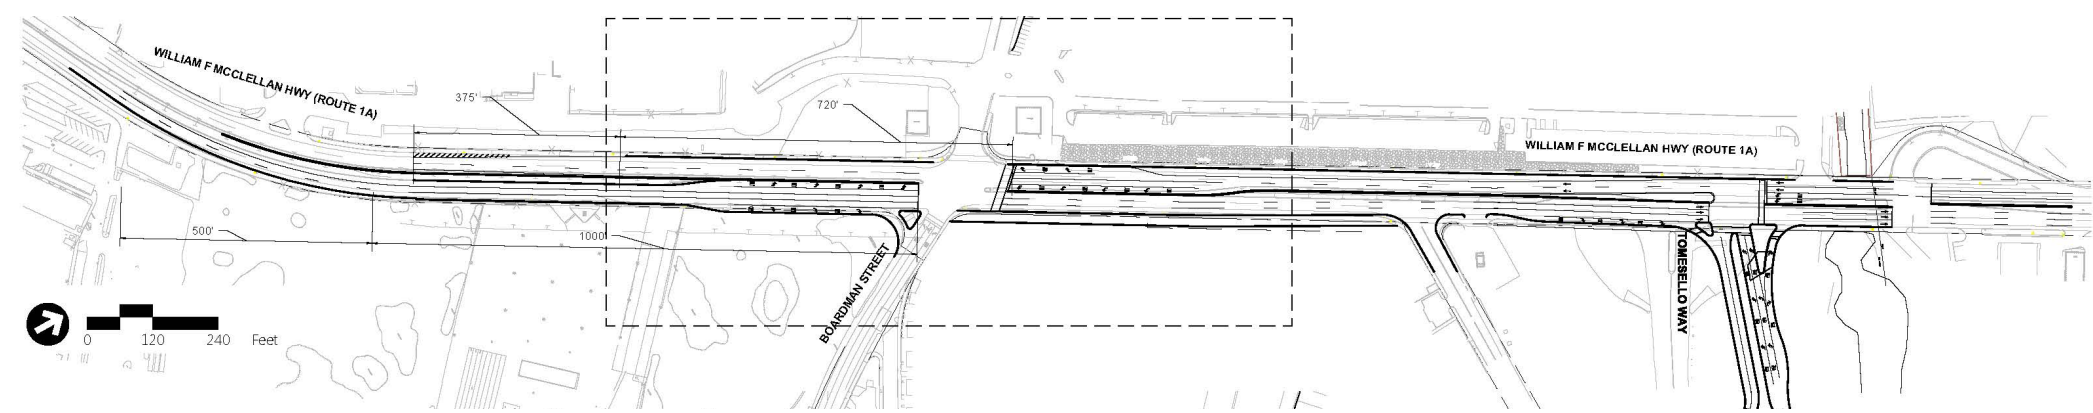 WILLIAM F MCCLELLAN HWY (ROUTE 1A)
375'
720'
WILLIAM F MCCLELLAN HWY (ROUTE 1A)
500'
1000'
BOARDMAN STREET
TOMESELLO WAY
0 120 240 Feet